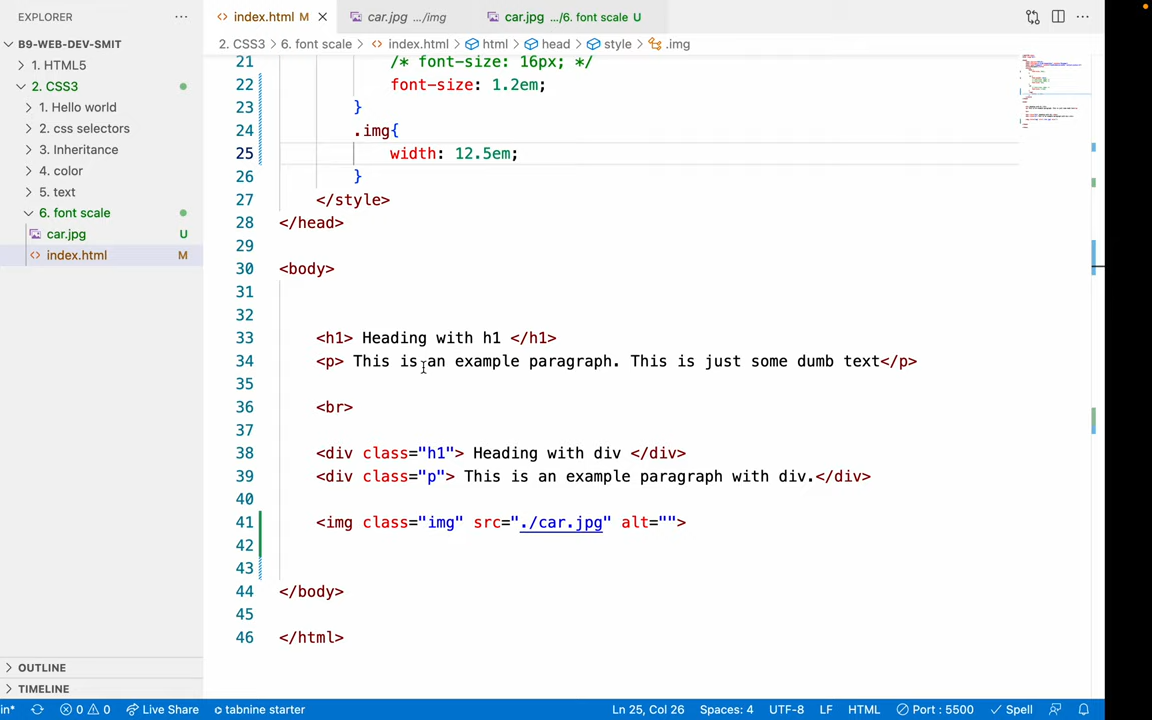 EXPLORER
index.html M
car.jpg .../img
car.jpg .../6. font scale U
B9-WEB-DEV-SMIT
2. CSS3 > 6. font scale > index.html > html > head > style > .img
1. HTML5
2. CSS3
1. Hello world
2. css selectors
3. Inheritance
4. color
5. text
6. font scale
car.jpg U
index.html M
21 /* font-size: 16px; */
22 font-size: 1.2em;
23 }
24 .img{
25 width: 12.5em;
26 }
27 </style>
28 </head>
29
30 <body>
31
32
33 <h1> Heading with h1 </h1>
34 <p> This is an example paragraph. This is just some dumb text</p>
35
36 <br>
37
38 <div class="h1"> Heading with div </div>
39 <div class="p"> This is an example paragraph with div.</div>
40
41 <img class="img" src="./car.jpg" alt="">
42
43
44 </body>
45
46 </html>
OUTLINE
TIMELINE
in* 0 0 Live Share tabnine starter Ln 25, Col 26 Spaces: 4 UTF-8 LF HTML Port : 5500 Spell